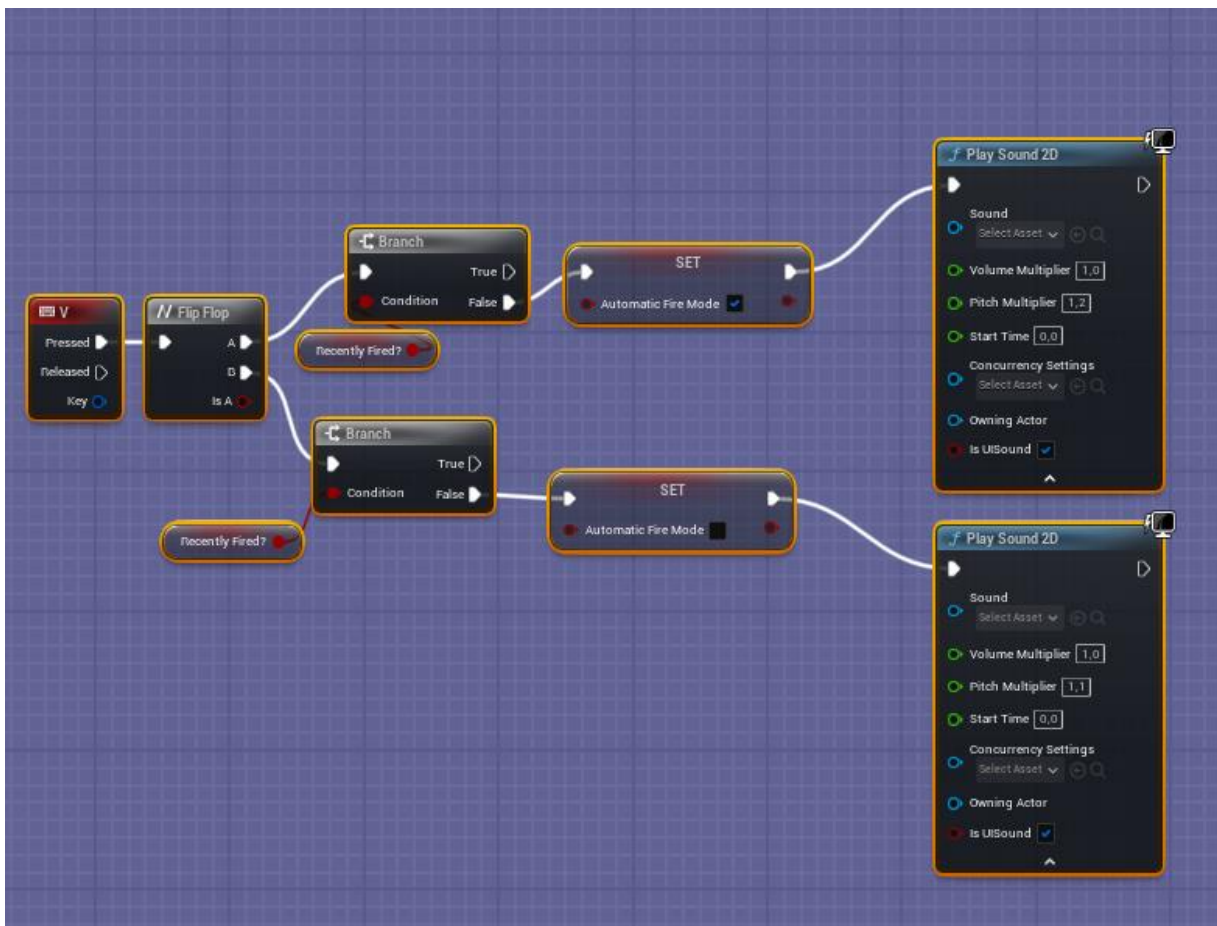 V
Pressed
Released
Key
Flip Flop
A
B
Is A
Branch
True
Condition
False
Recently Fired?
SET
Automatic Fire Mode
Play Sound 2D
Sound
Select Asset
Volume Multiplier 1,0
Pitch Multiplier 1,2
Start Time 0,0
Concurrency Settings
Select Asset
Owning Actor
Is UISound
Branch
True
Condition
False
Recently Fired?
SET
Automatic Fire Mode
Play Sound 2D
Sound
Select Asset
Volume Multiplier 1,0
Pitch Multiplier 1,1
Start Time 0,0
Concurrency Settings
Select Asset
Owning Actor
Is UISound